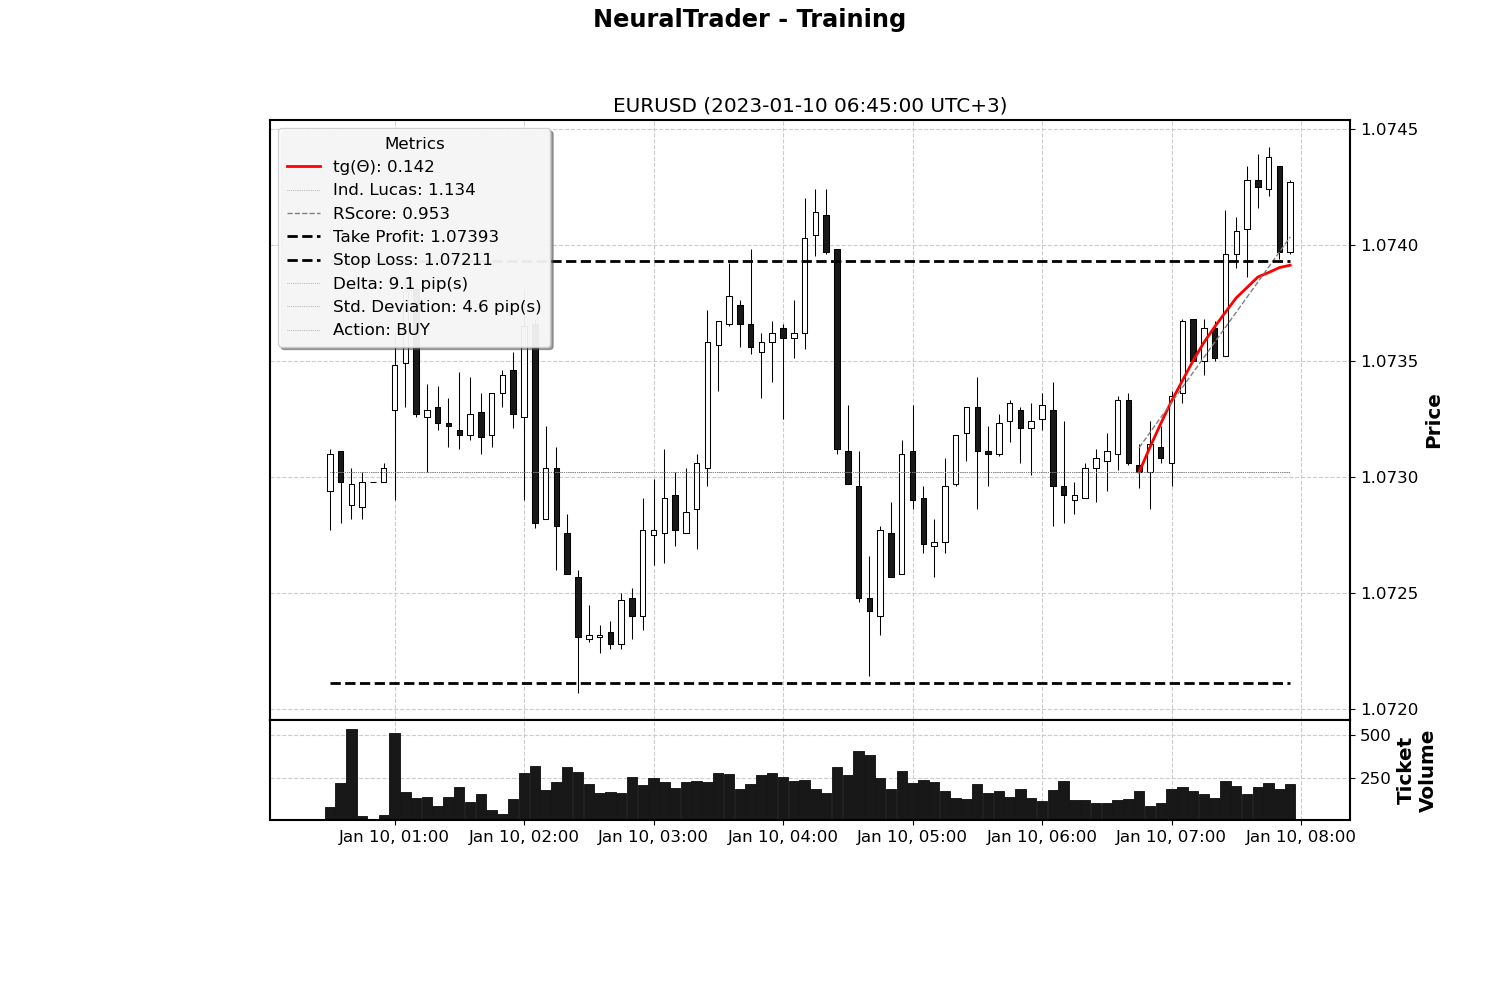 NeuralTrader - Training
EURUSD (2023-01-10 06:45:00 UTC+3)
Metrics
tg(Θ): 0.142
Ind. Lucas: 1.134
RScore: 0.953
Take Profit: 1.07393
Stop Loss: 1.07211
Delta: 9.1 pip(s)
Std. Deviation: 4.6 pip(s)
Action: BUY
1.0745
1.0740
1.0735
1.0730
1.0725
1.0720
Price
500
250
Ticket
Volume
Jan 10, 01:00
Jan 10, 02:00
Jan 10, 03:00
Jan 10, 04:00
Jan 10, 05:00
Jan 10, 06:00
Jan 10, 07:00
Jan 10, 08:00